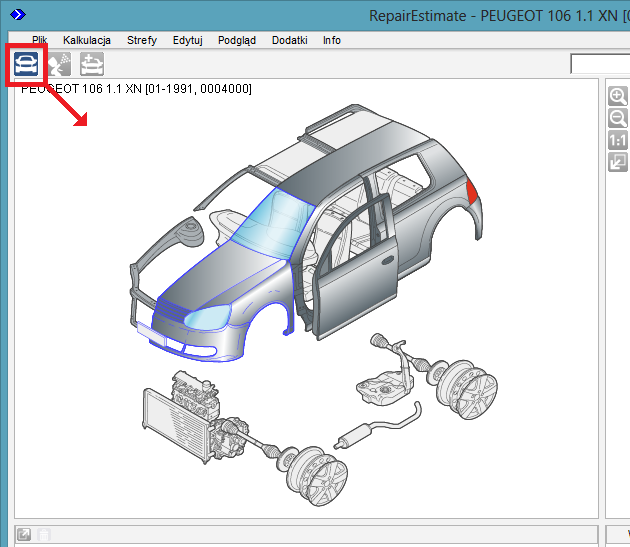 RepairEstimate - PEUGEOT 106 1.1 XN [0
Plik Kalkulacja Strefy Edytuj Podgląd Dodatki Info
PEUGEOT 106 1.1 XN [01-1991, 0004000]
1:1